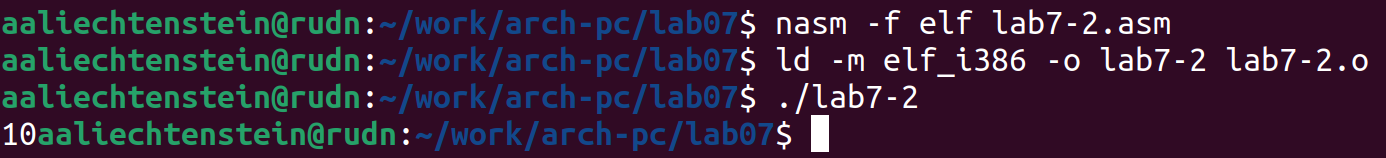 aaliechtenstein@rudn:~/work/arch-pc/lab07$ nasm -f elf lab7-2.asm
aaliechtenstein@rudn:~/work/arch-pc/lab07$ ld -m elf_i386 -o lab7-2 lab7-2.o
aaliechtenstein@rudn:~/work/arch-pc/lab07$ ./lab7-2
10aaliechtenstein@rudn:~/work/arch-pc/lab07$